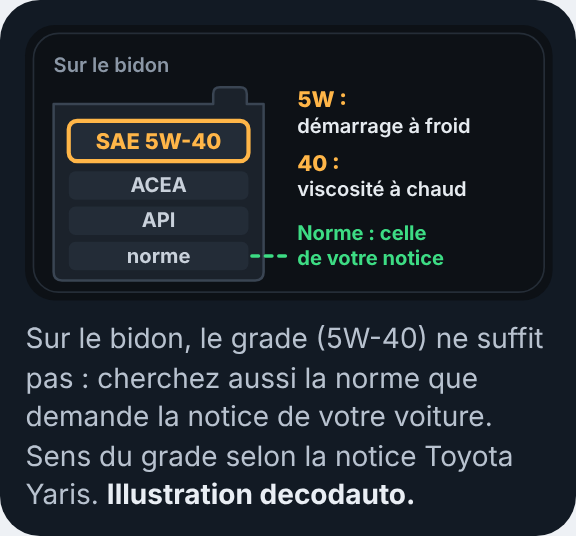 Sur le bidon
SAE 5W-40
ACEA
API
norme
5W :
démarrage à froid
40 :
viscosité à chaud
Norme : celle
de votre notice
Sur le bidon, le grade (5W-40) ne suffit
pas : cherchez aussi la norme que
demande la notice de votre voiture.
Sens du grade selon la notice Toyota
Yaris. Illustration decodauto.